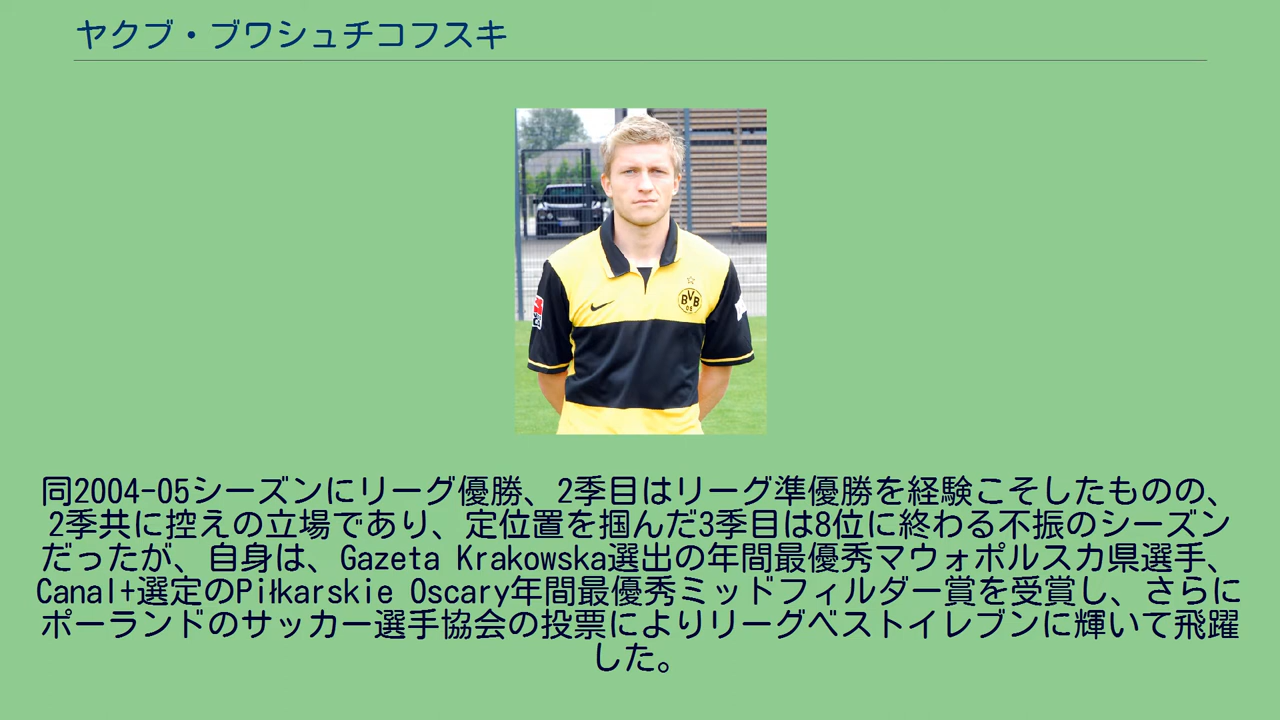 ヤクブ・ブワシュチコフスキ
BVB
09
同2004-05シーズンにリーグ優勝、2季目はリーグ準優勝を経験こそしたものの、
2季共に控えの立場であり、定位置を掴んだ3季目は8位に終わる不振のシーズン
だったが、自身は、Gazeta Krakowska選出の年間最優秀マウォポルスカ県選手、
Canal+選定のPiłkarskie Oscary年間最優秀ミッドフィルダー賞を受賞し、さらに
ポーランドのサッカー選手協会の投票によりリーグベストイレブンに輝いて飛躍
した。